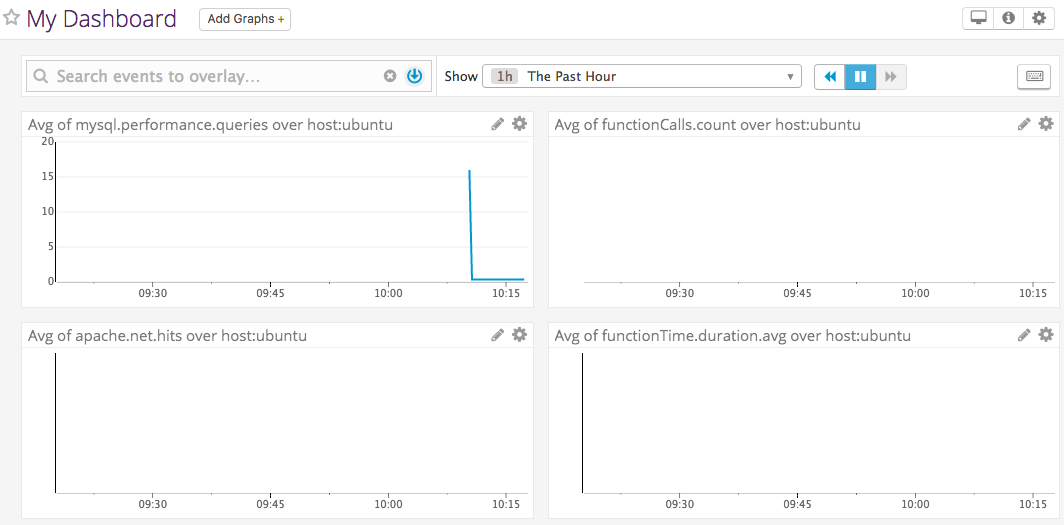 My Dashboard
Add Graphs +
Search events to overlay...
Show 1h The Past Hour
Avg of mysql.performance.queries over host:ubuntu
20
15
10
5
0
09:30 09:45 10:00 10:15
Avg of functionCalls.count over host:ubuntu
09:30 09:45 10:00 10:15
Avg of apache.net.hits over host:ubuntu
09:30 09:45 10:00 10:15
Avg of functionTime.duration.avg over host:ubuntu
09:30 09:45 10:00 10:15